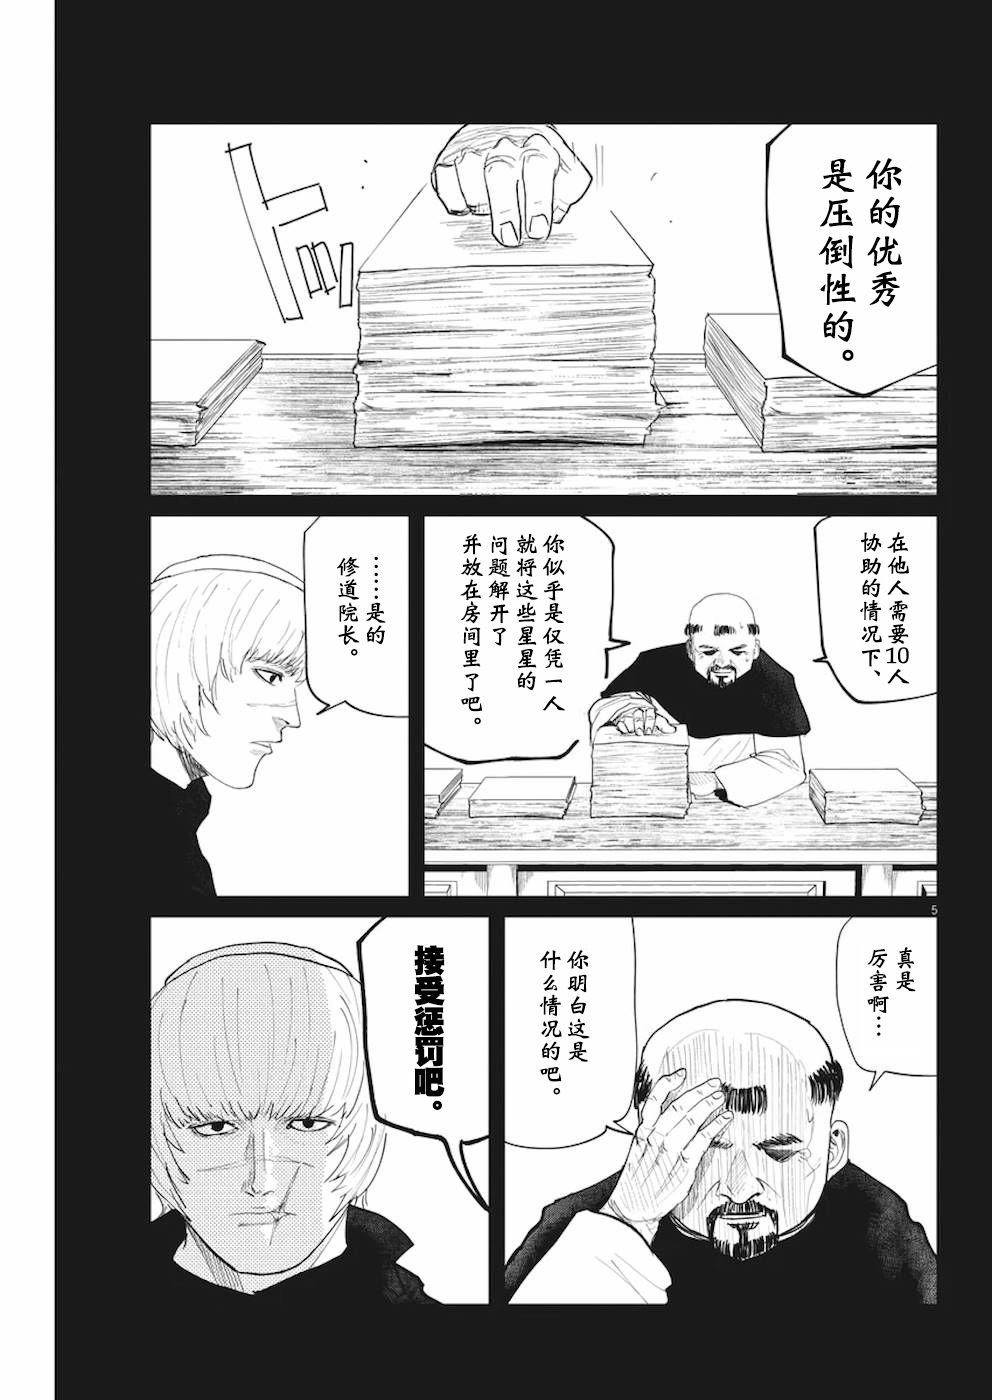 你的优秀
是压倒性的。
ドガガ
在他人需要10人
协助的情况下、
你似乎是仅凭一人
就将这些星星的
问题解开了
并放在房间里了吧。
……是的
修道院长。
5
真是
厉害啊…
你明白这是
什么情况的吧。
接受惩罚吧。